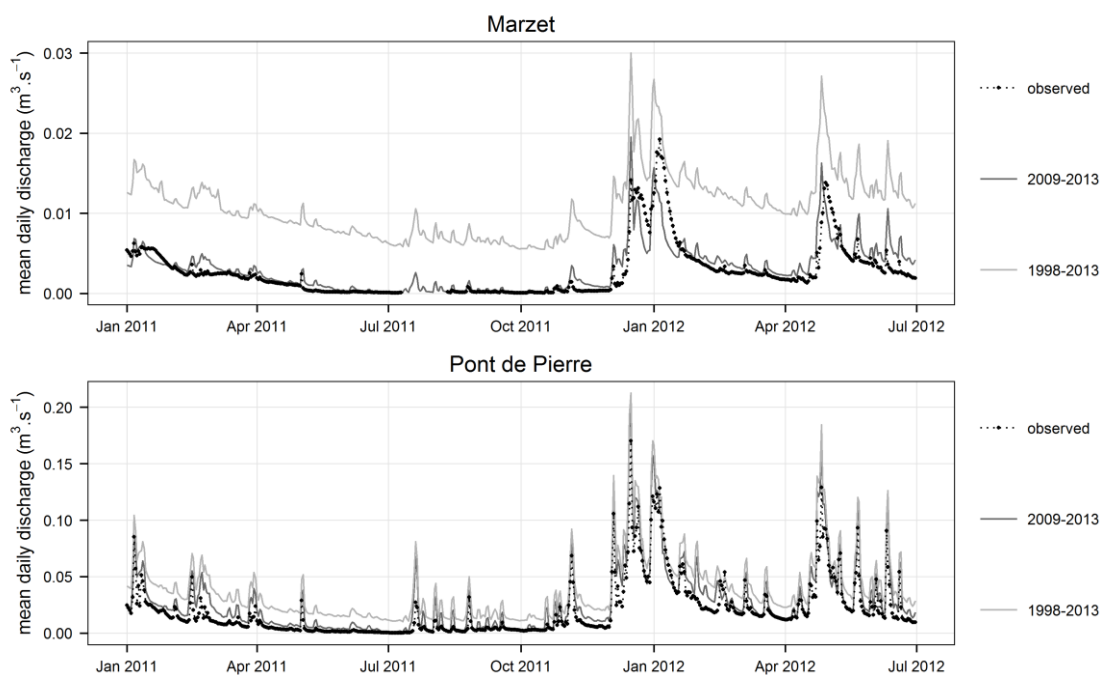 Marzet
mean daily discharge (m³.s⁻¹)
0.03
0.02
0.01
0.00
Jan 2011
Apr 2011
Jul 2011
Oct 2011
Jan 2012
Apr 2012
Jul 2012
observed
2009-2013
1998-2013
Pont de Pierre
mean daily discharge (m³.s⁻¹)
0.20
0.15
0.10
0.05
0.00
Jan 2011
Apr 2011
Jul 2011
Oct 2011
Jan 2012
Apr 2012
Jul 2012
observed
2009-2013
1998-2013